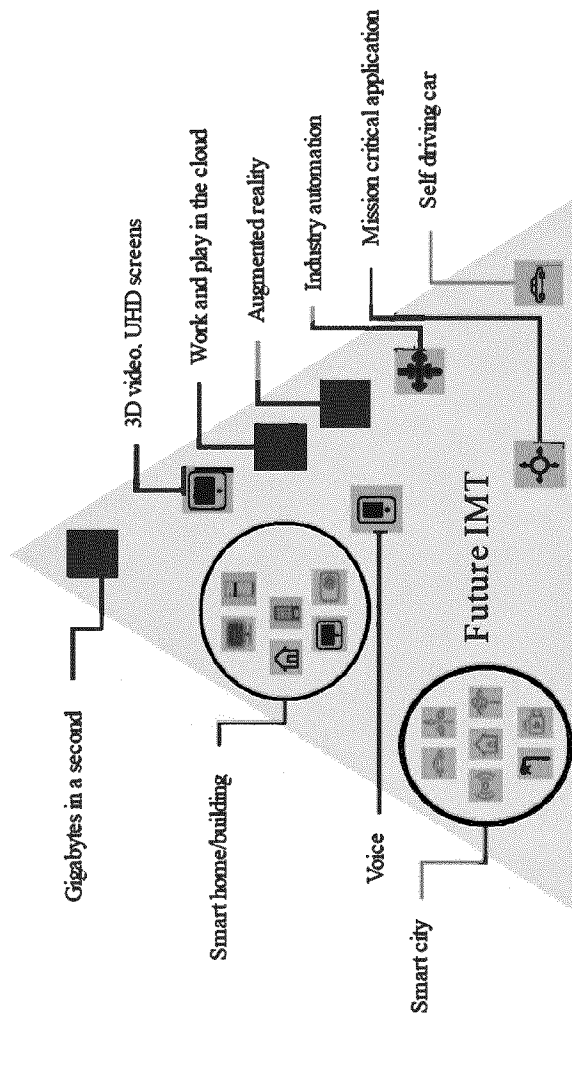 Gigabytes in a second
3D video, UHD screens
Smart home/building
Work and play in the cloud
Augmented reality
Industry automation
Voice
Mission critical application
Smart city
Future IMT
Self driving car